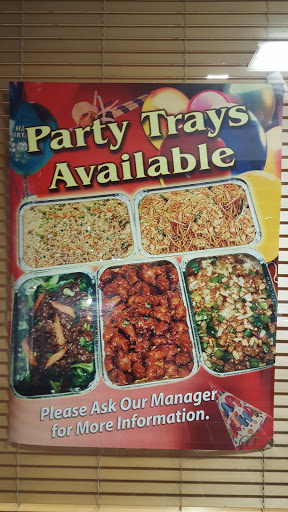 Party Trays
Available
Please Ask Our Manager
for More Information.